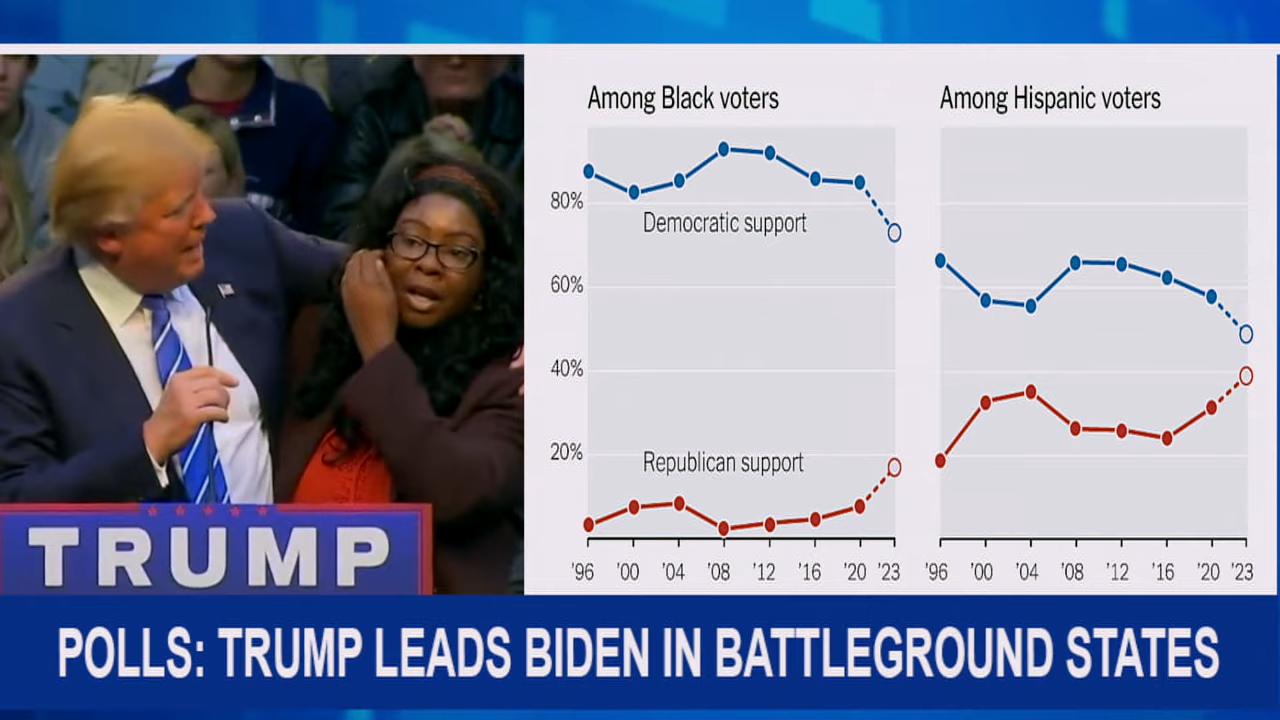 Among Black voters
80%
Democratic support
60%
40%
20%
Republican support
'96 '00 '04 '08 '12 '16 '20 '23
Among Hispanic voters
'96 '00 '04 '08 '12 '16 '20 '23
TRUMP
POLLS: TRUMP LEADS BIDEN IN BATTLEGROUND STATES